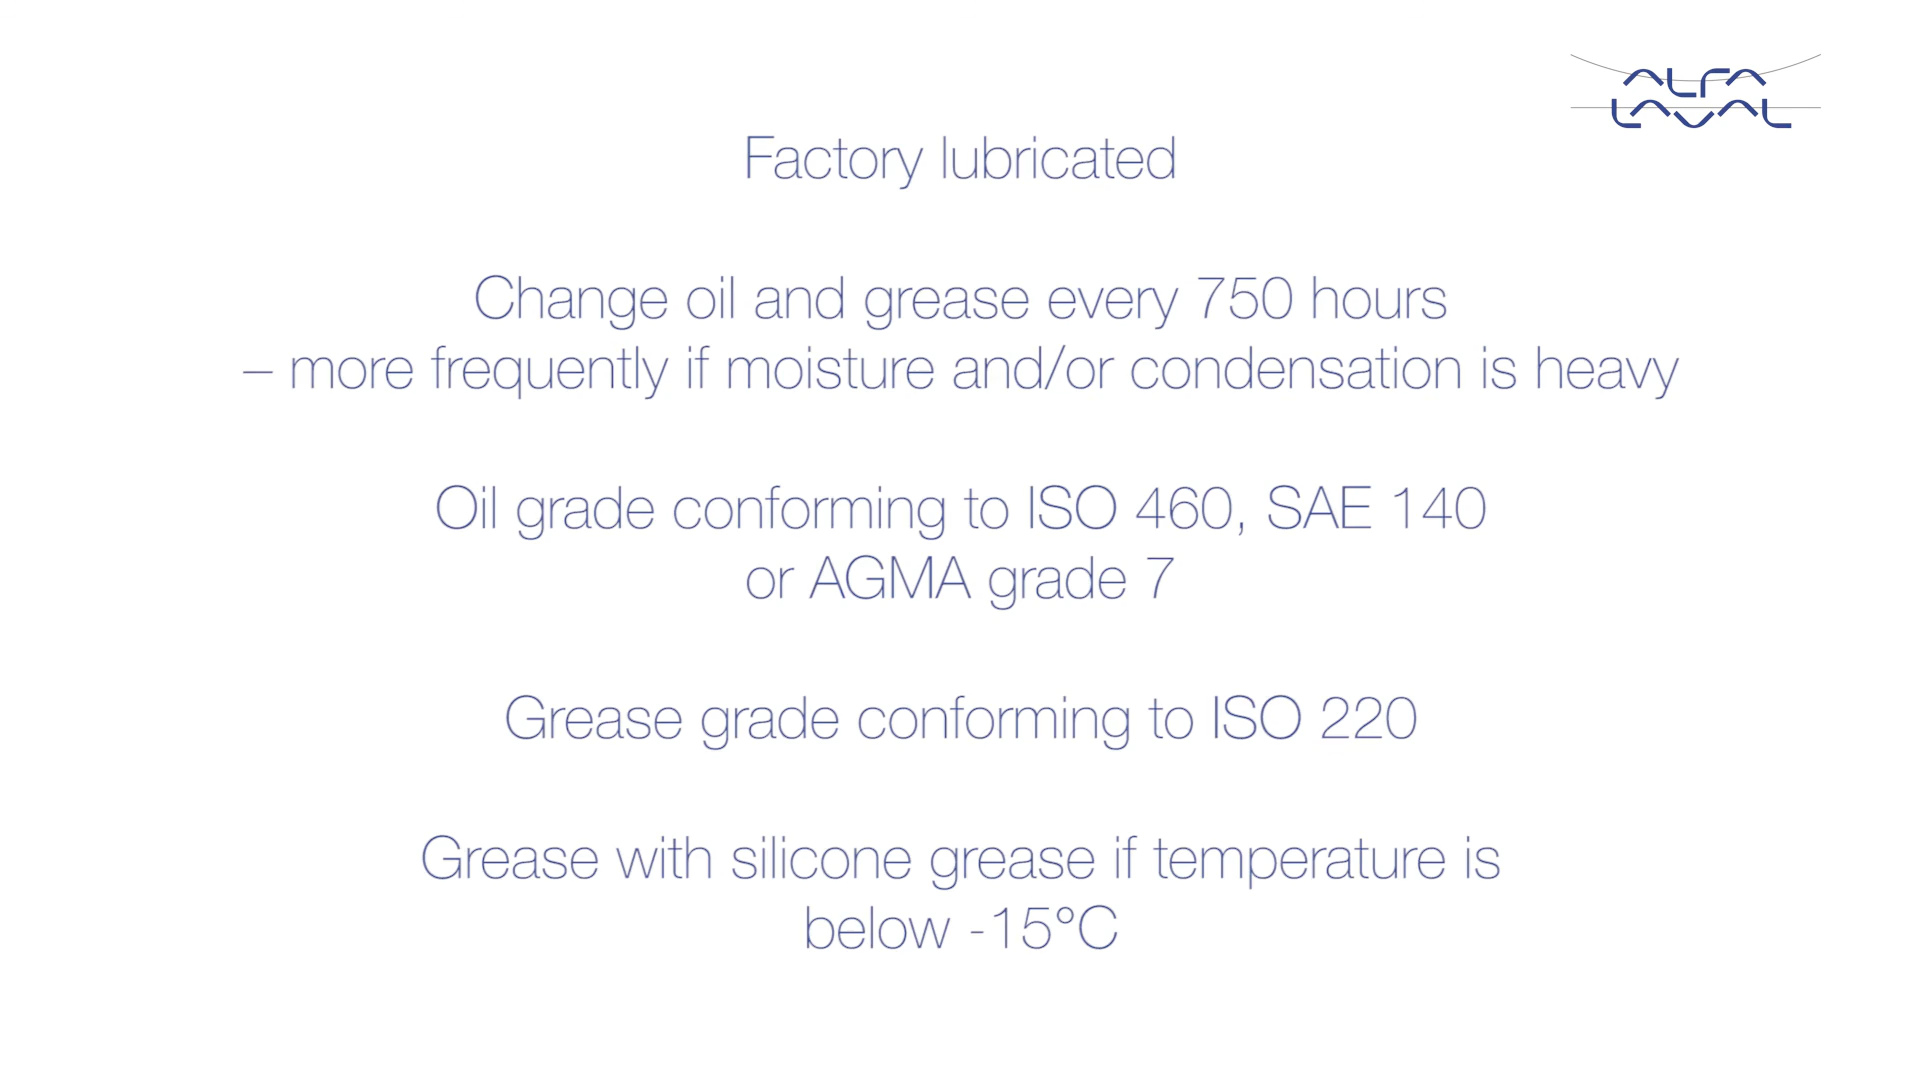 ALFA
LAVAL
Factory lubricated
Change oil and grease every 750 hours
– more frequently if moisture and/or condensation is heavy
Oil grade conforming to ISO 460, SAE 140
or AGMA grade 7
Grease grade conforming to ISO 220
Grease with silicone grease if temperature is
below -15°C